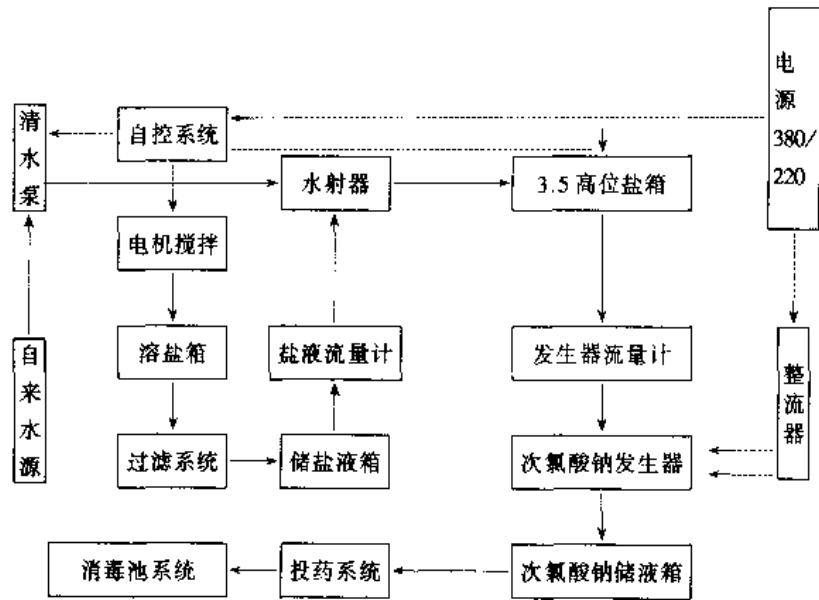 电源380/220
清水泵
自控系统
水射器
3.5高位盐箱
电机搅拌
自来水源
溶盐箱
盐液流量计
发生器流量计
整流器
过滤系统
储盐液箱
次氯酸钠发生器
消毒池系统
投药系统
次氯酸钠储液箱